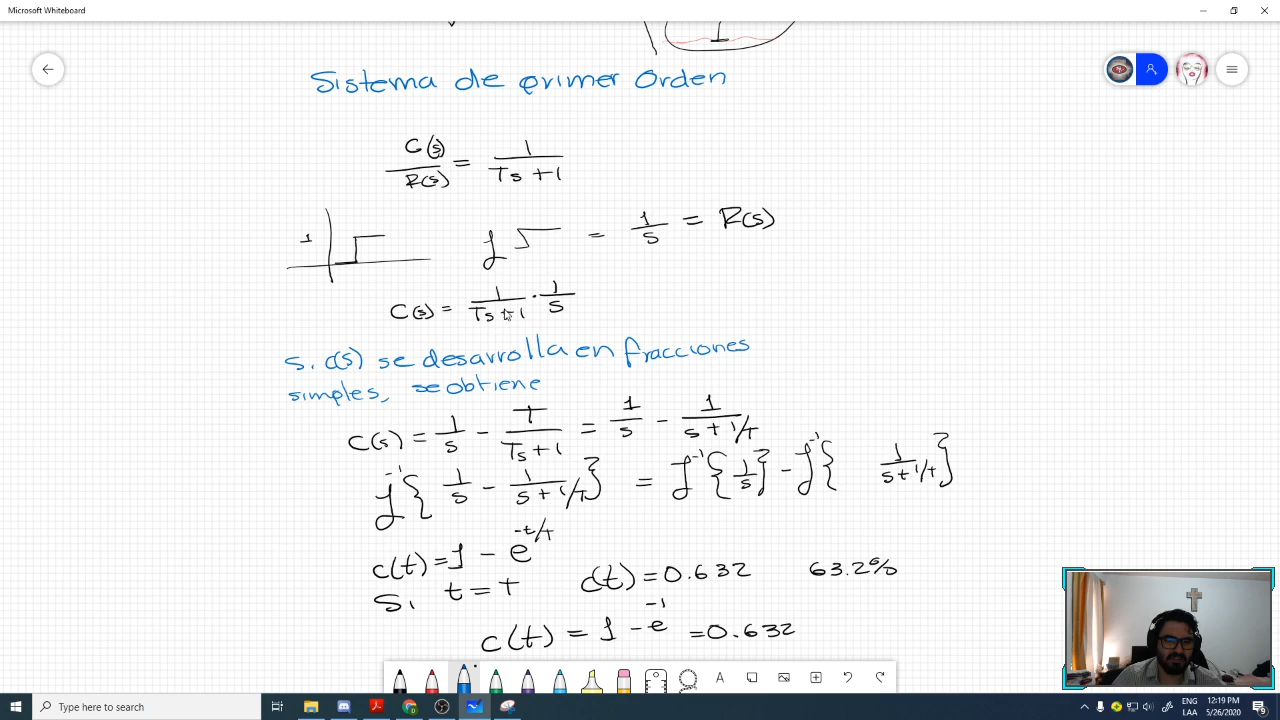 Microsoft Whiteboard
Sistema de primer Orden
C(s)/R(s) = 1/(Ts + 1)
1
ℒ = 1/s = R(s)
C(s) = 1/(Ts + 1) · 1/s
Si C(s) se desarrolla en fracciones
simples, se obtiene
C(s) = 1/s - T/(Ts + 1) = 1/s - 1/(s + 1/T)
ℒ⁻¹{ 1/s - 1/(s + 1/T) } = ℒ⁻¹{ 1/s } - ℒ⁻¹{ 1/(s + 1/T) }
c(t) = 1 - e^(-t/T)
Si t = T c(t) = 0.632 63.2%
c(t) = 1 - e^(-1) = 0.632
A
Type here to search
ENG
LAA
12:19 PM
5/26/2020
9